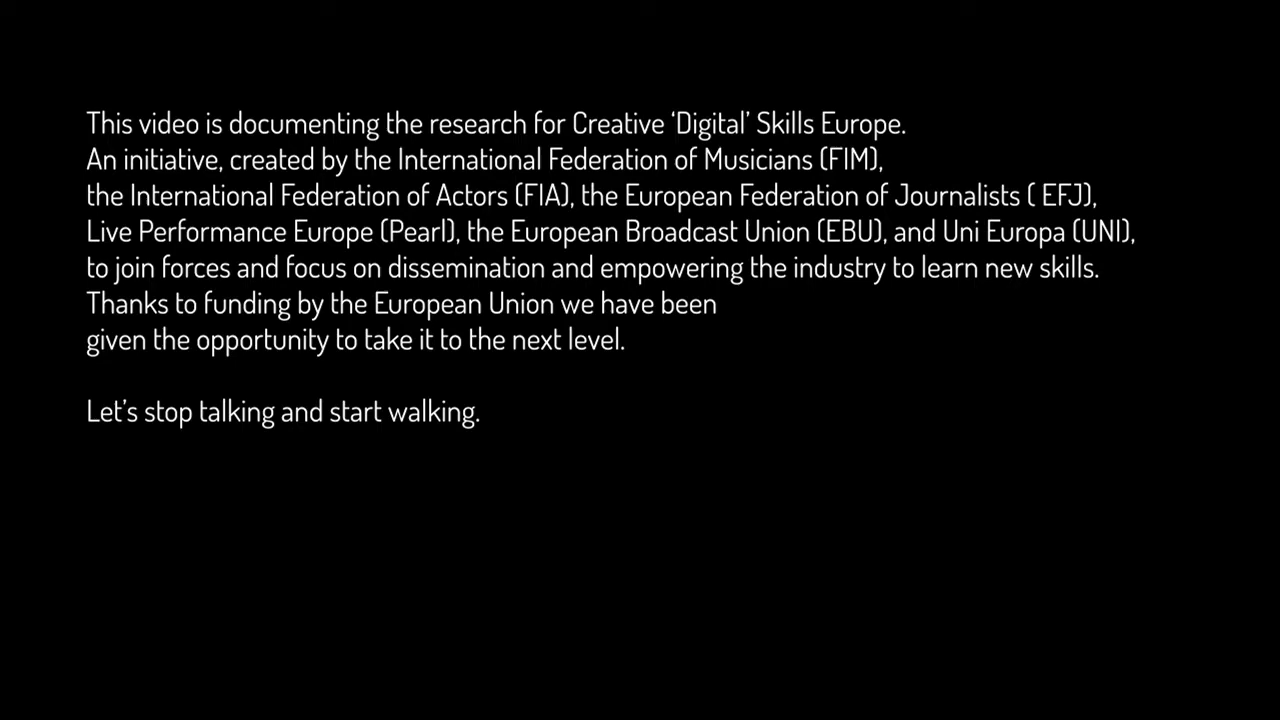 This video is documenting the research for Creative ‘Digital’ Skills Europe.
An initiative, created by the International Federation of Musicians (FIM),
the International Federation of Actors (FIA), the European Federation of Journalists ( EFJ),
Live Performance Europe (Pearl), the European Broadcast Union (EBU), and Uni Europa (UNI),
to join forces and focus on dissemination and empowering the industry to learn new skills.
Thanks to funding by the European Union we have been
given the opportunity to take it to the next level.
Let’s stop talking and start walking.